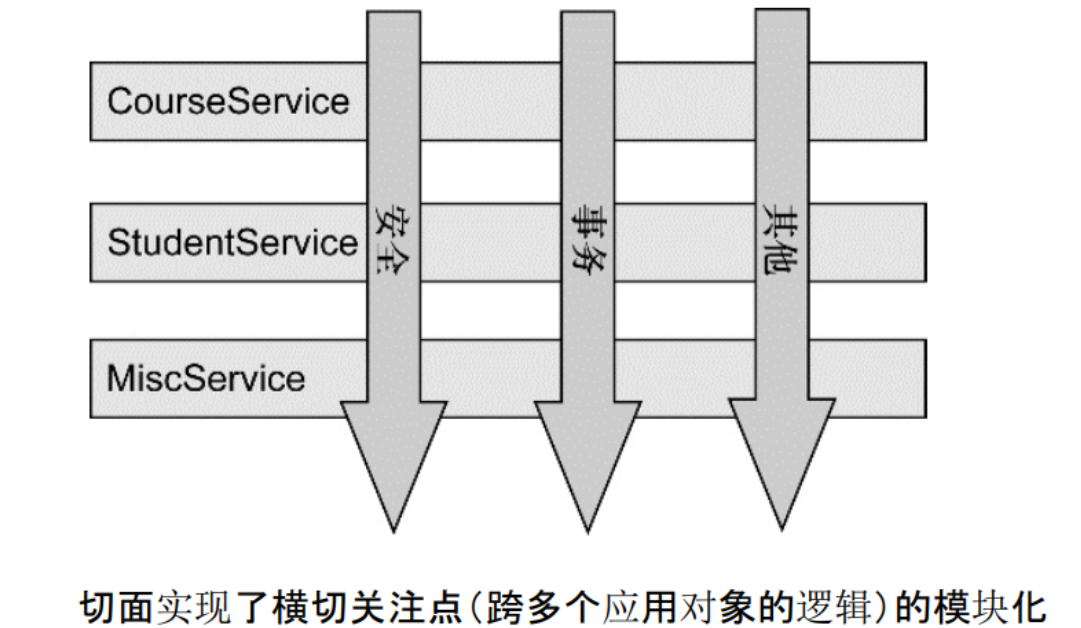 CourseService
StudentService
MiscService
安全
事务
其他
切面实现了横切关注点(跨多个应用对象的逻辑)的模块化